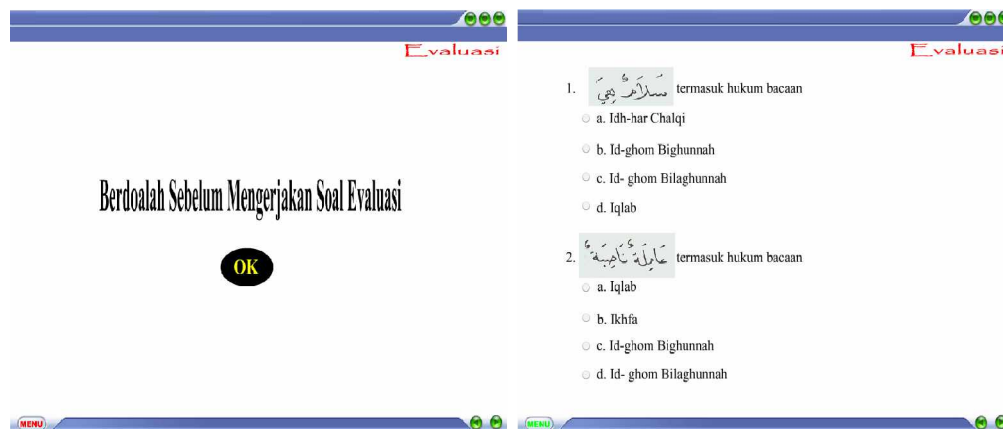 Evaluasi
Berdoalah Sebelum Mengerjakan Soal Evaluasi
OK
MENU
Evaluasi
1. سَلَامٌ هِيَ termasuk hukum bacaan
a. Idh-har Chalqi
b. Id-ghom Bighunnah
c. Id- ghom Bilaghunnah
d. Iqlab
2. عَامِلَةٌ نَاصِبَةٌ termasuk hukum bacaan
a. Iqlab
b. Ikhfa
c. Id-ghom Bighunnah
d. Id- ghom Bilaghunnah
MENU